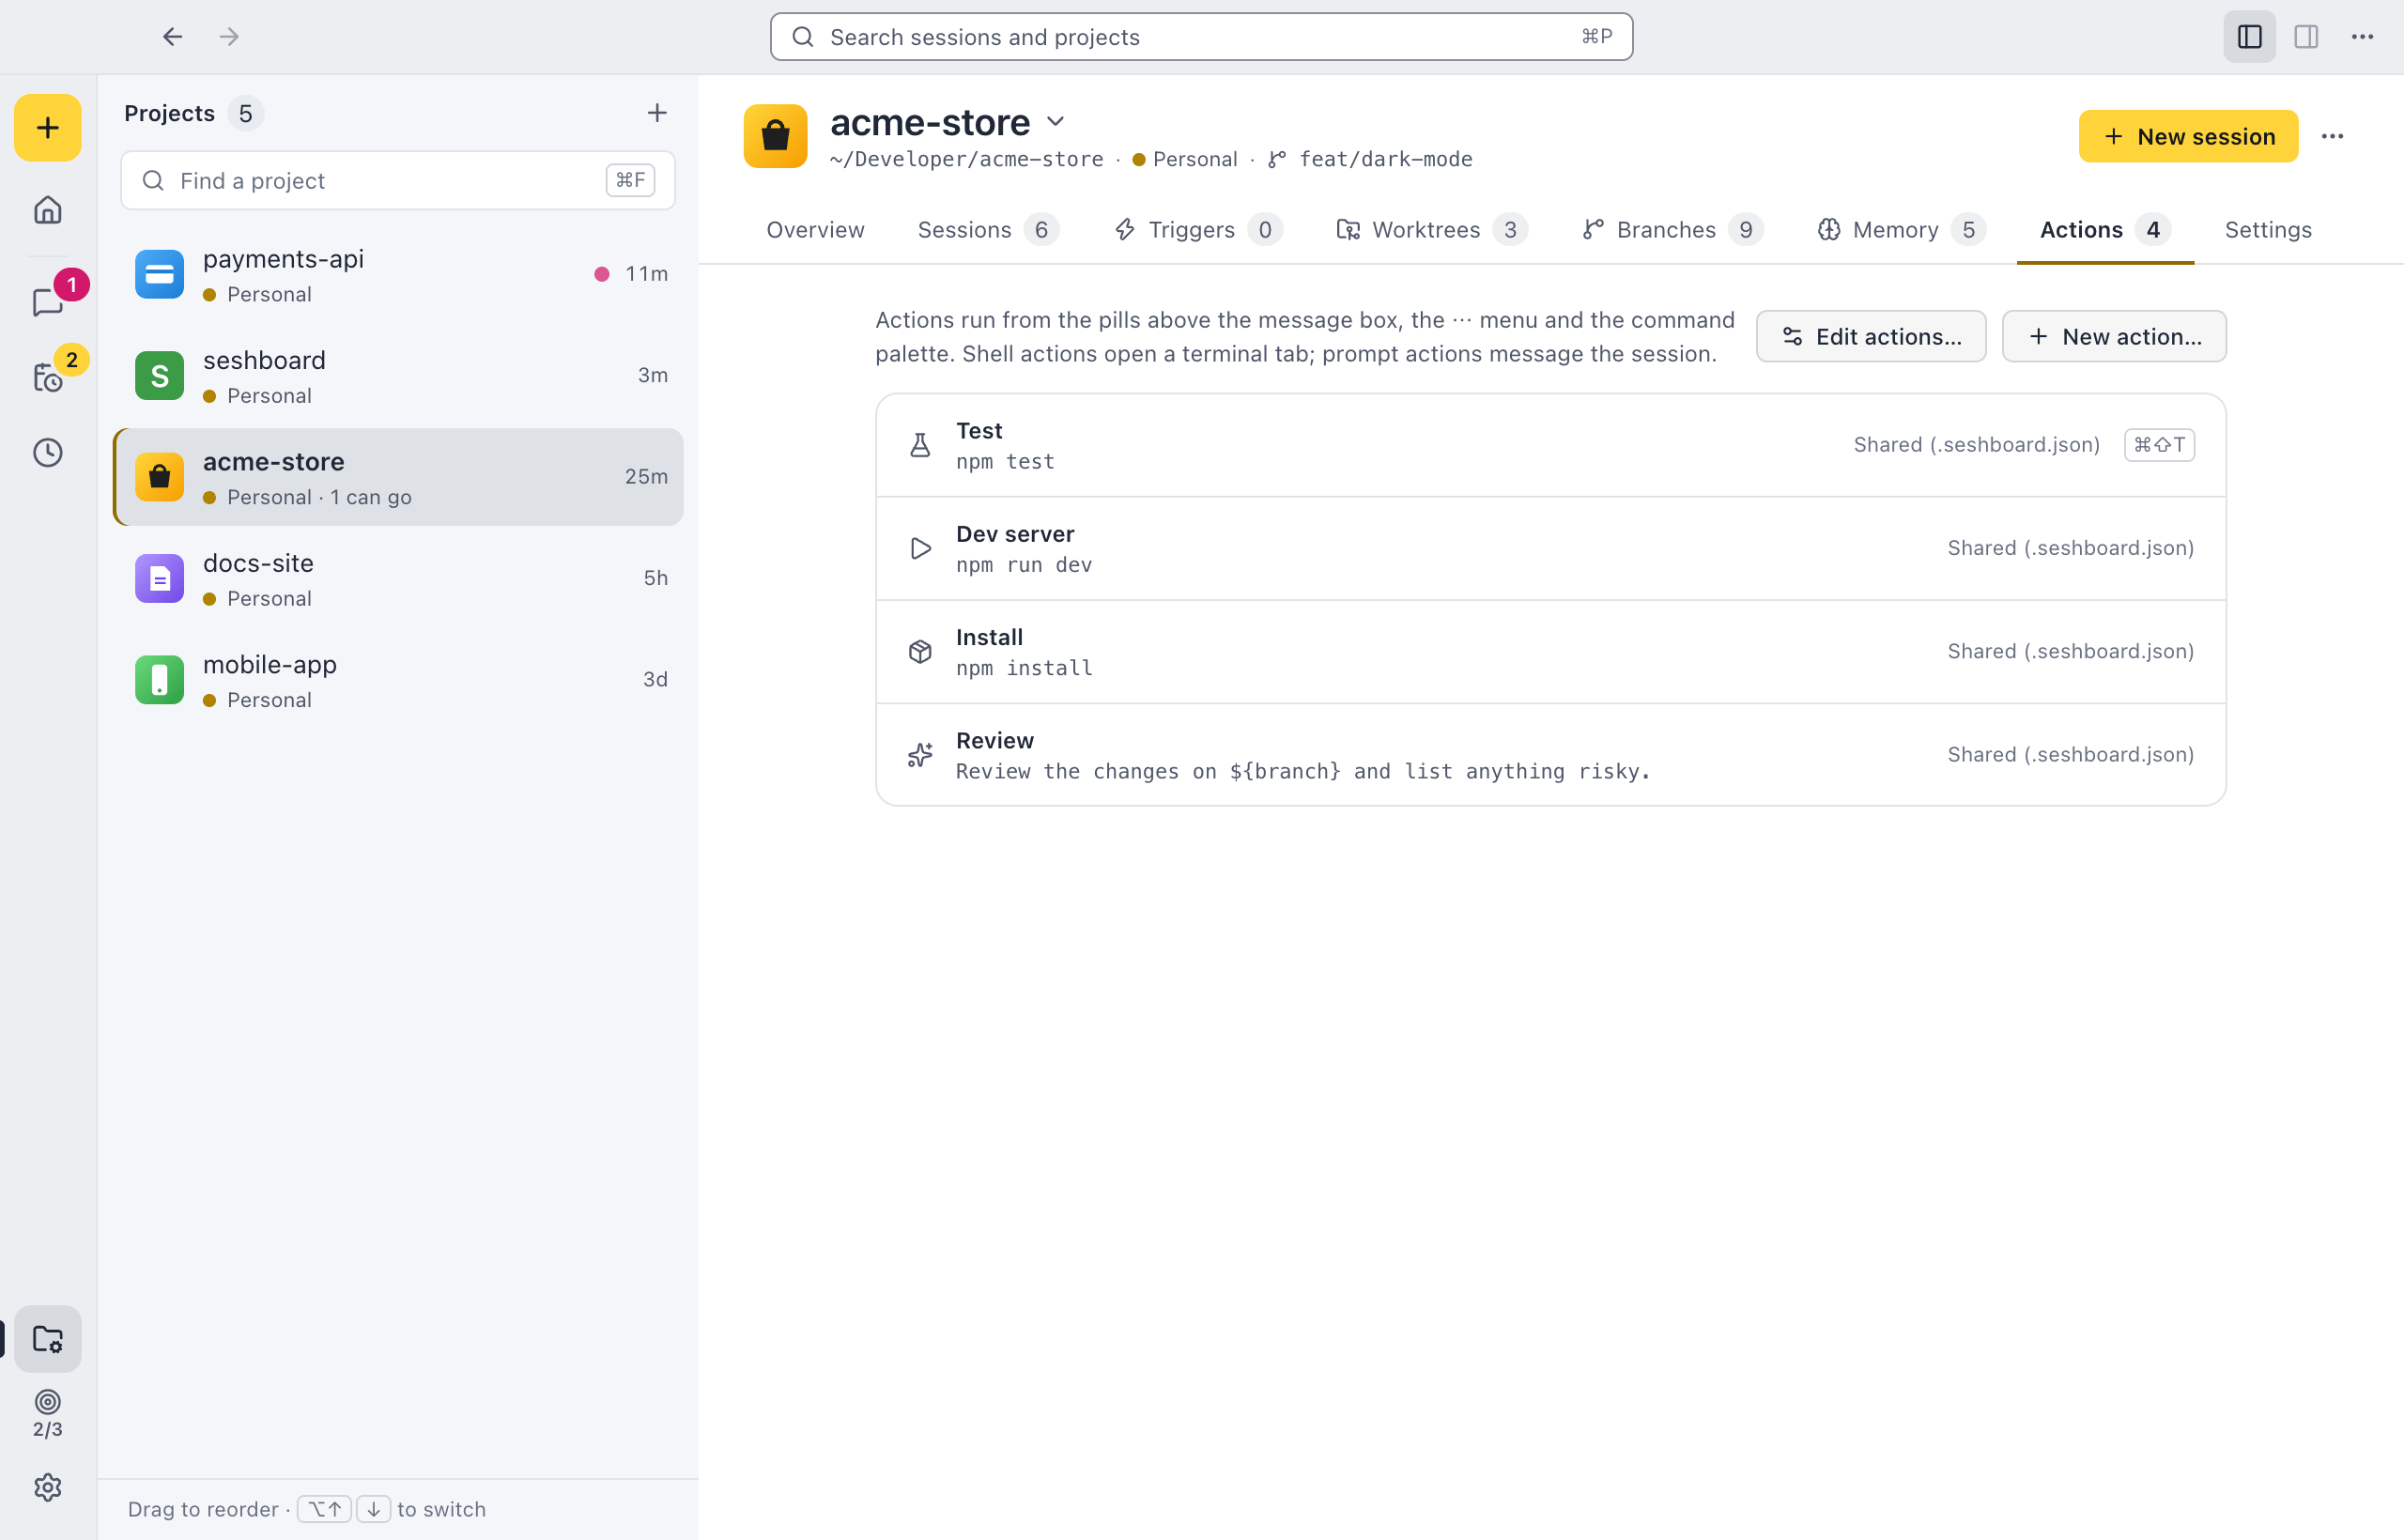 Search sessions and projects ⌘P
Projects 5
Find a project ⌘F
payments-api
Personal
11m
seshboard
Personal
3m
acme-store
Personal · 1 can go
25m
docs-site
Personal
5h
mobile-app
Personal
3d
1
2
2/3
S
Drag to reorder · ⌥↑ ↓ to switch
acme-store
~/Developer/acme-store · Personal · feat/dark-mode
+ New session
Overview Sessions 6 Triggers 0 Worktrees 3 Branches 9 Memory 5 Actions 4 Settings
Actions run from the pills above the message box, the ··· menu and the command
palette. Shell actions open a terminal tab; prompt actions message the session.
Edit actions...
+ New action...
Test
npm test
Shared (.seshboard.json) ⌘⇧T
Dev server
npm run dev
Shared (.seshboard.json)
Install
npm install
Shared (.seshboard.json)
Review
Review the changes on ${branch} and list anything risky.
Shared (.seshboard.json)